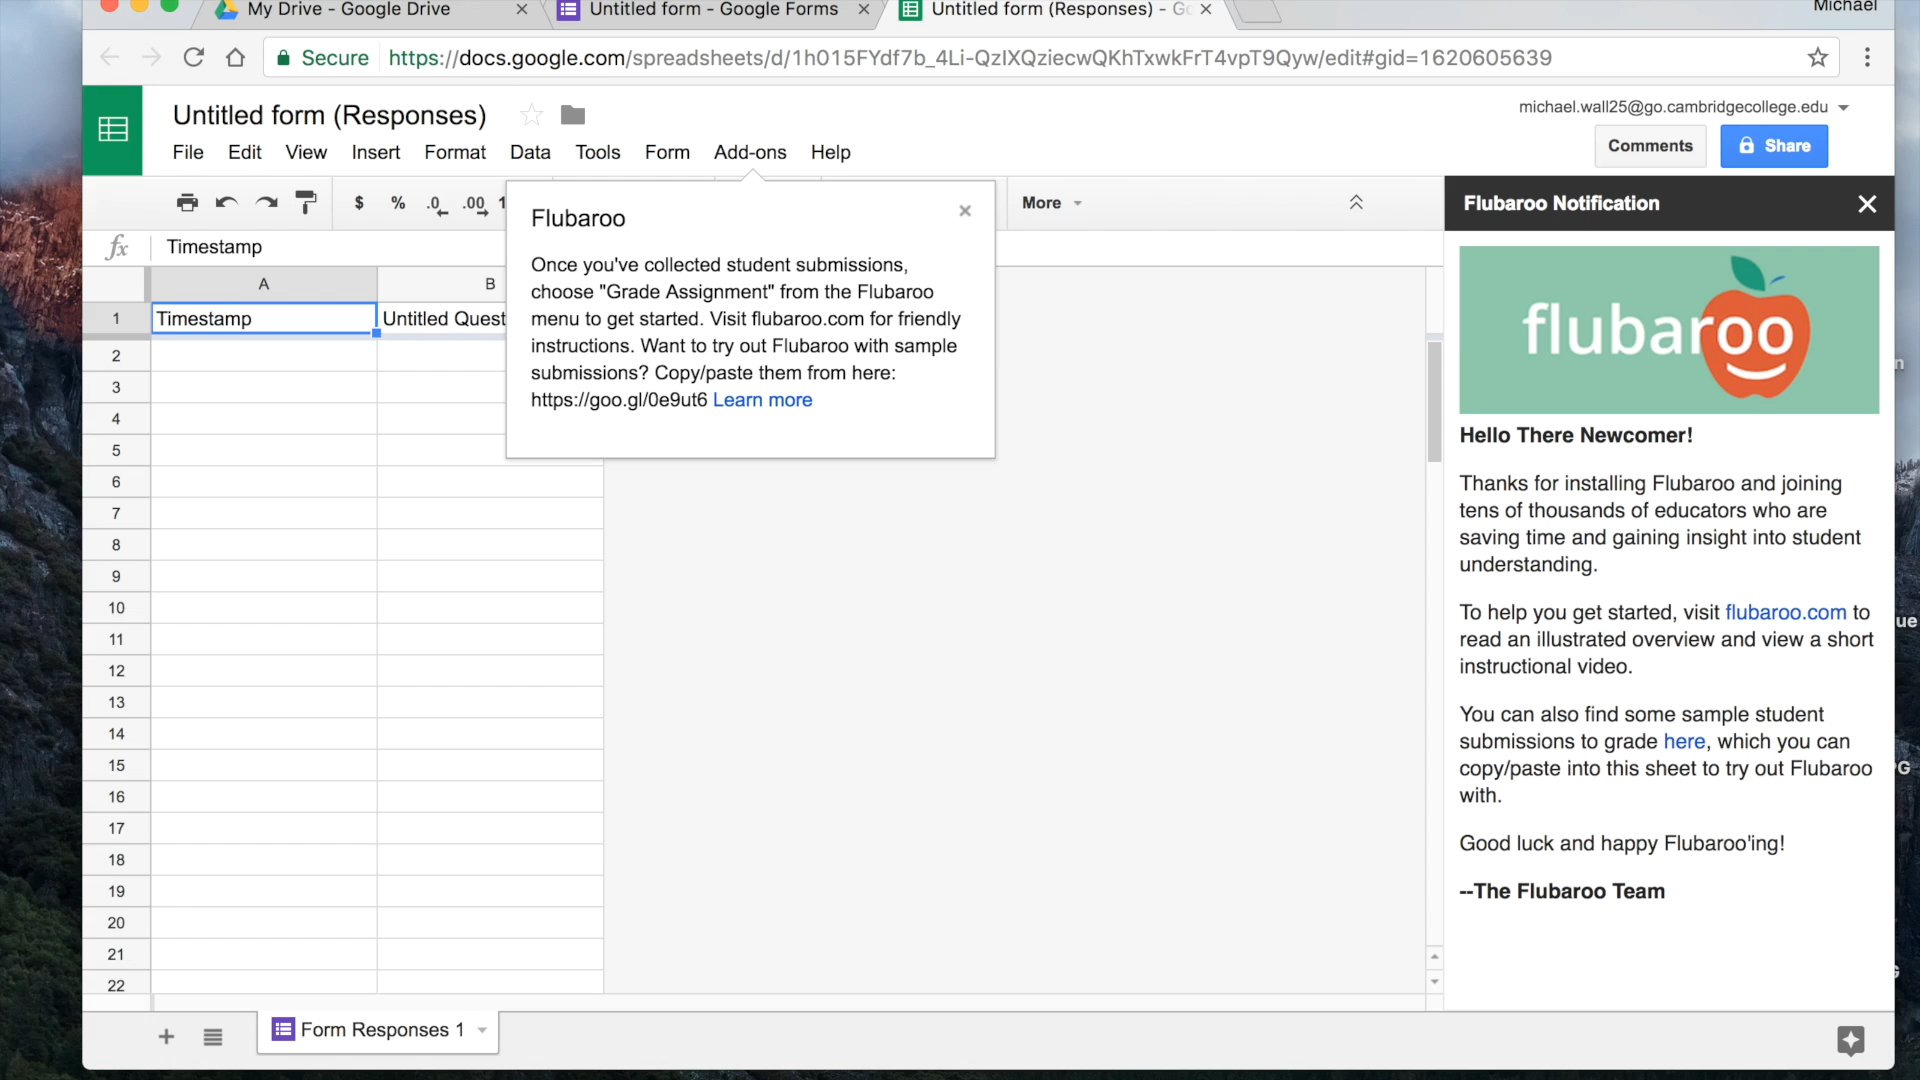 Michael
My Drive - Google Drive
Untitled form - Google Forms
Untitled form (Responses) - Go
Secure
https://docs.google.com/spreadsheets/d/1h015FYdf7b_4Li-QzIXQziecwQKhTxwkFrT4vpT9Qyw/edit#gid=1620605639
Untitled form (Responses)
michael.wall25@go.cambridgecollege.edu
File Edit View Insert Format Data Tools Form Add-ons Help
Comments
Share
$ % .0 .00 1
More
fx Timestamp
A B
1 Timestamp Untitled Quest
2
3
4
5
6
7
8
9
10
11
12
13
14
15
16
17
18
19
20
21
22
Flubaroo
Once you've collected student submissions,
choose "Grade Assignment" from the Flubaroo
menu to get started. Visit flubaroo.com for friendly
instructions. Want to try out Flubaroo with sample
submissions? Copy/paste them from here:
https://goo.gl/0e9ut6 Learn more
Flubaroo Notification
flubaroo
Hello There Newcomer!
Thanks for installing Flubaroo and joining
tens of thousands of educators who are
saving time and gaining insight into student
understanding.
To help you get started, visit flubaroo.com to
read an illustrated overview and view a short
instructional video.
You can also find some sample student
submissions to grade here, which you can
copy/paste into this sheet to try out Flubaroo
with.
Good luck and happy Flubaroo'ing!
--The Flubaroo Team
Form Responses 1